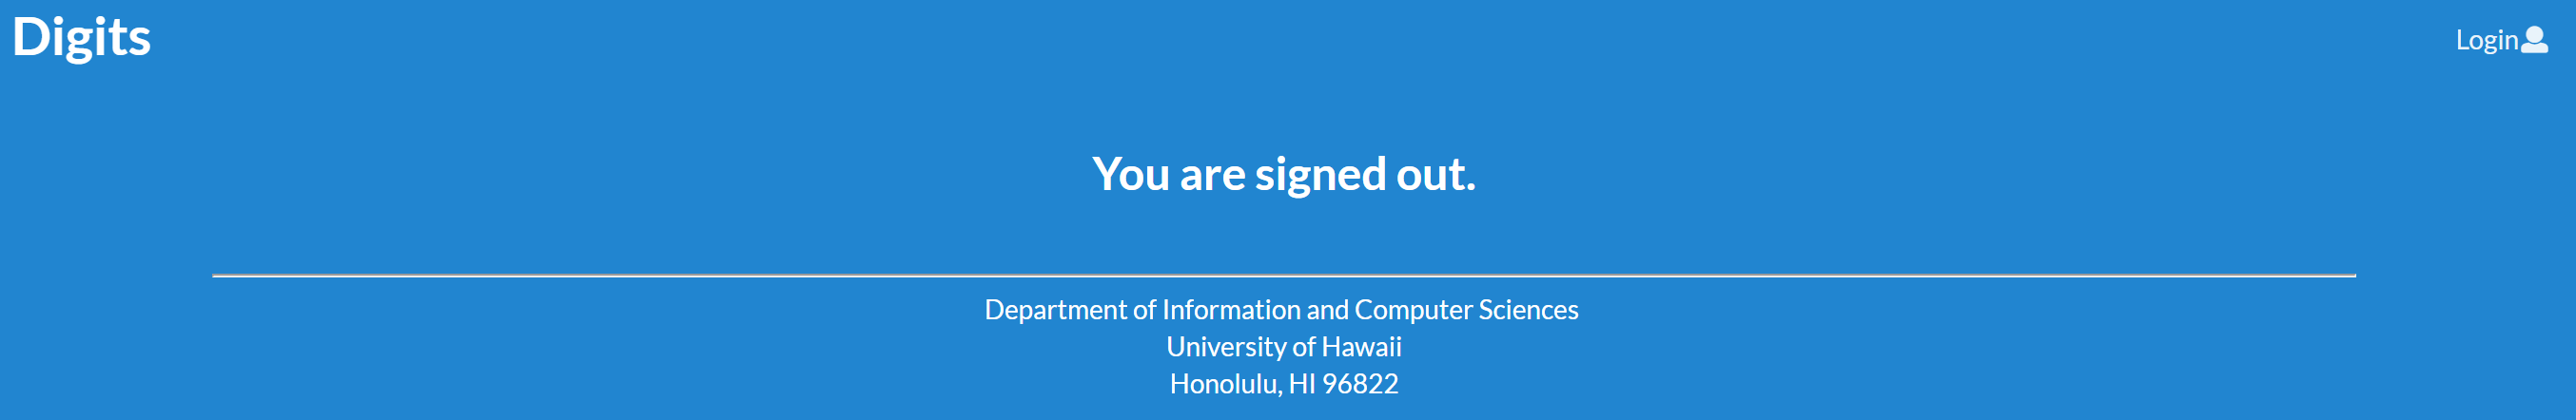 Digits
Login
You are signed out.
Department of Information and Computer Sciences
University of Hawaii
Honolulu, HI 96822